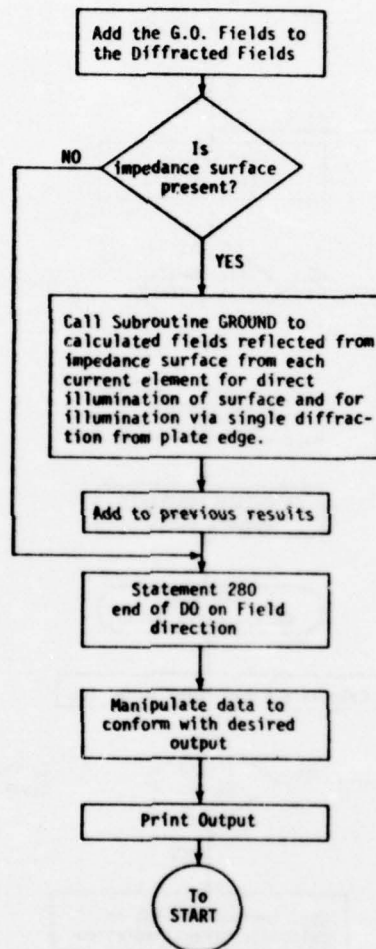 Add the G.O. Fields to
the Diffracted Fields
Is
impedance surface
present?
NO
YES
Call Subroutine GROUND to
calculated fields reflected from
impedance surface from each
current element for direct
illumination of surface and for
illumination via single diffrac-
tion from plate edge.
Add to previous results
Statement 280
end of DO on Field
direction
Manipulate data to
conform with desired
output
Print Output
To
START